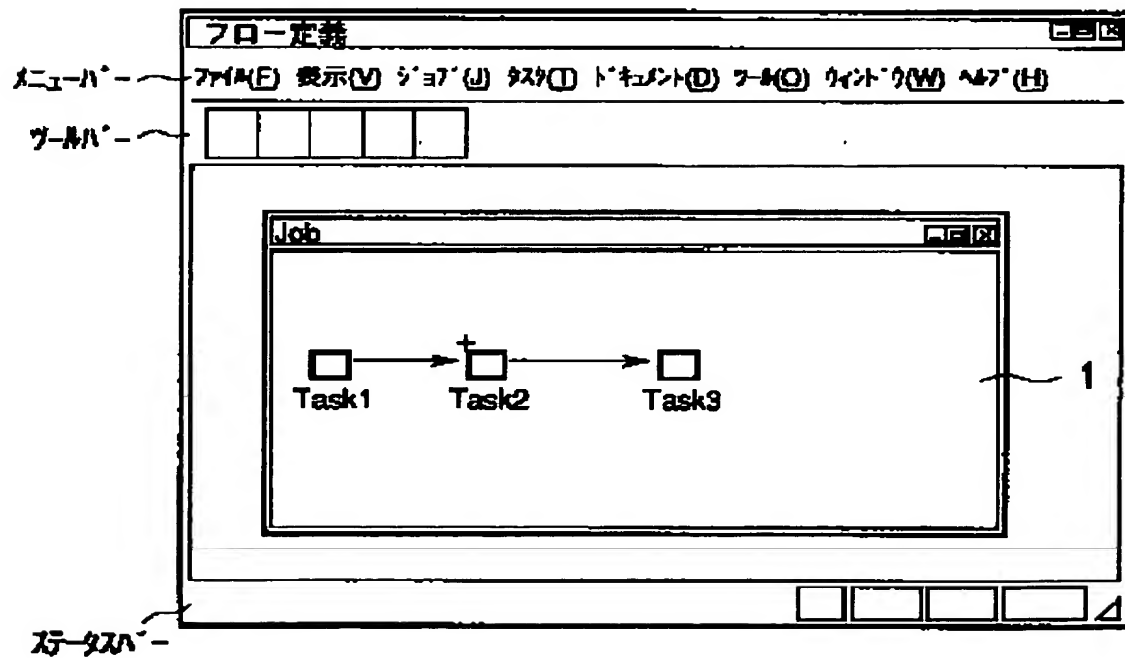 フロー定義
メニューバー
ファイル(F) 表示(V) ジョブ(J) タスク(T) ドキュメント(D) ツール(O) ウィンドウ(W) ヘルプ(H)
ツールバー
Job
Task1 Task2 Task3
1
ステータスバー